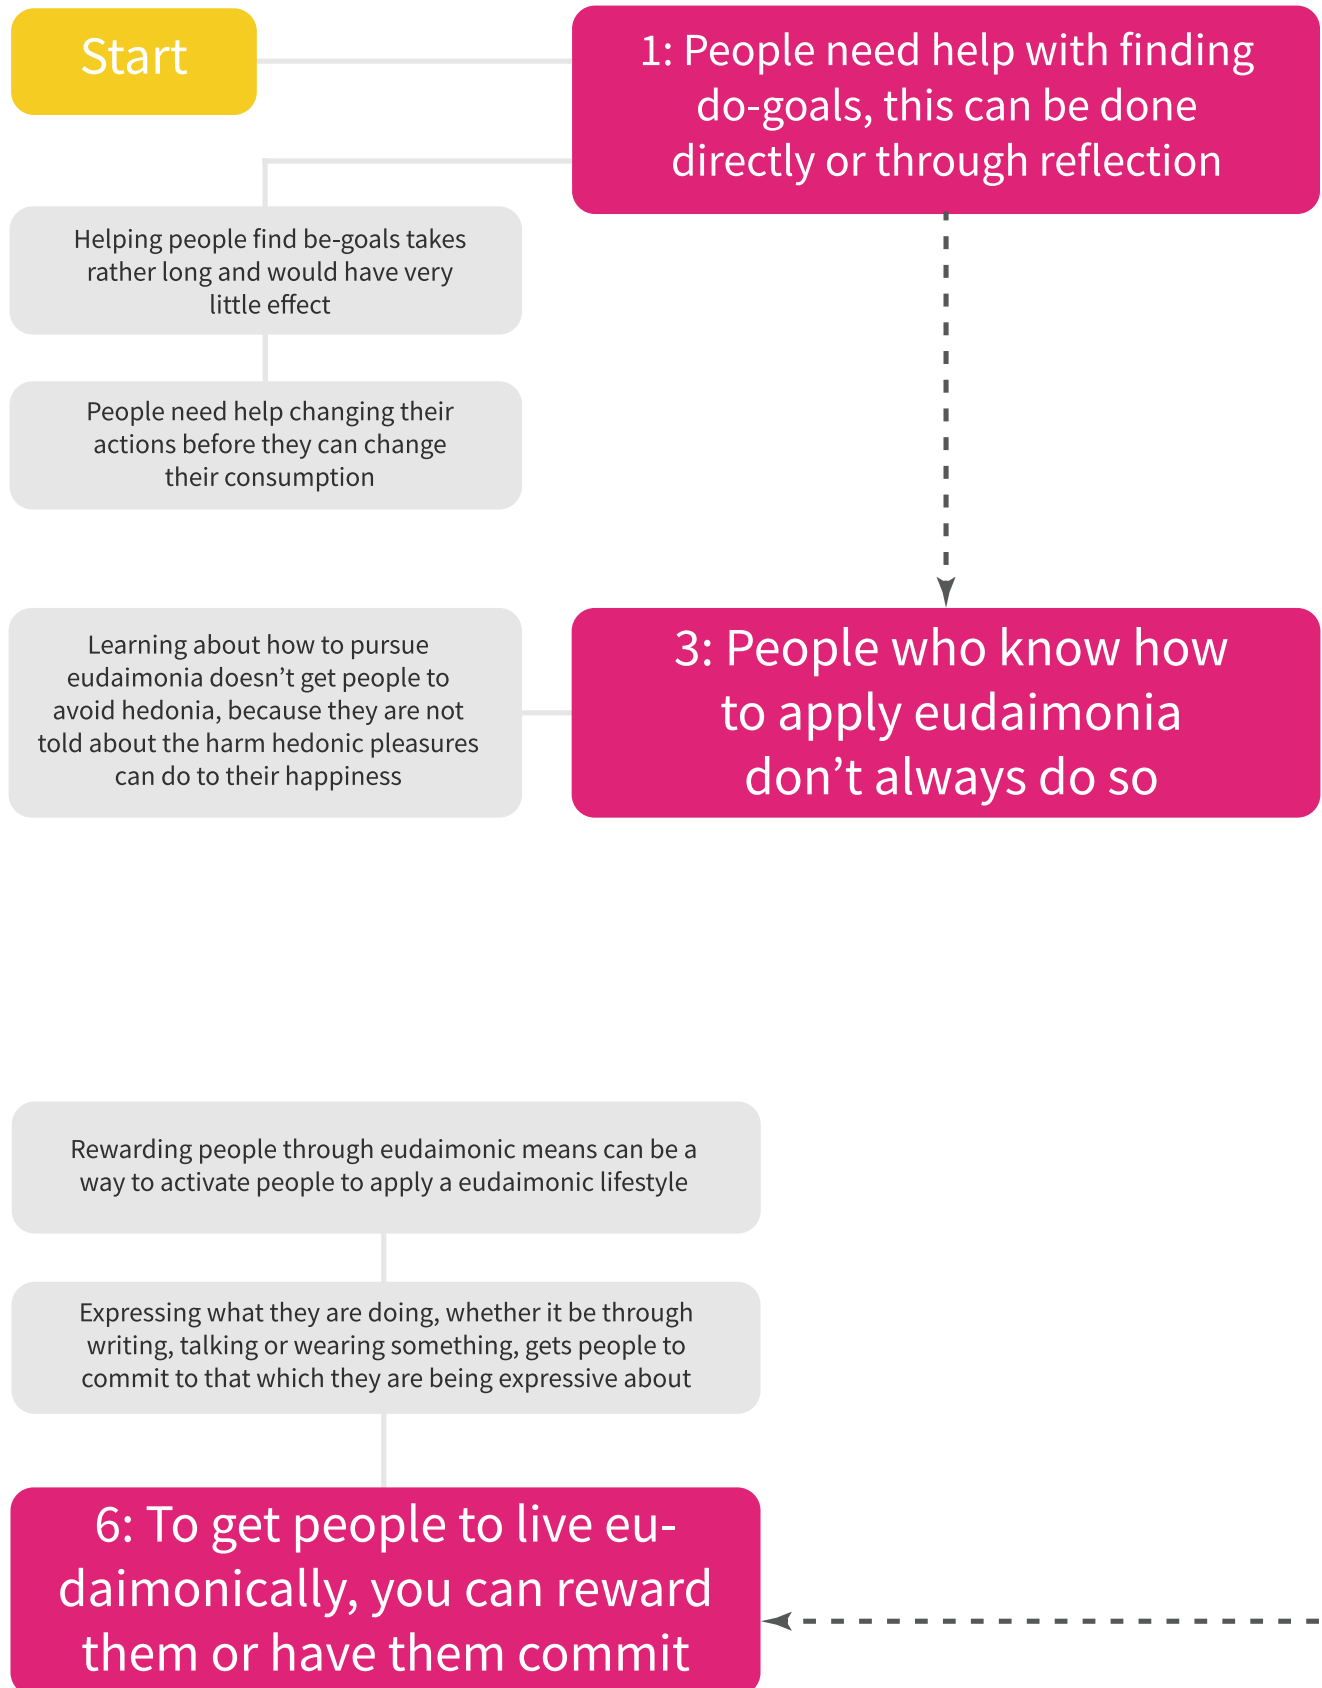 Start
1: People need help with finding
do-goals, this can be done
directly or through reflection
Helping people find be-goals takes
rather long and would have very
little effect
People need help changing their
actions before they can change
their consumption
Learning about how to pursue
eudaimonia doesn’t get people to
avoid hedonia, because they are not
told about the harm hedonic pleasures
can do to their happiness
3: People who know how
to apply eudaimonia
don’t always do so
Rewarding people through eudaimonic means can be a
way to activate people to apply a eudaimonic lifestyle
Expressing what they are doing, whether it be through
writing, talking or wearing something, gets people to
commit to that which they are being expressive about
6: To get people to live eu-
daimonically, you can reward
them or have them commit